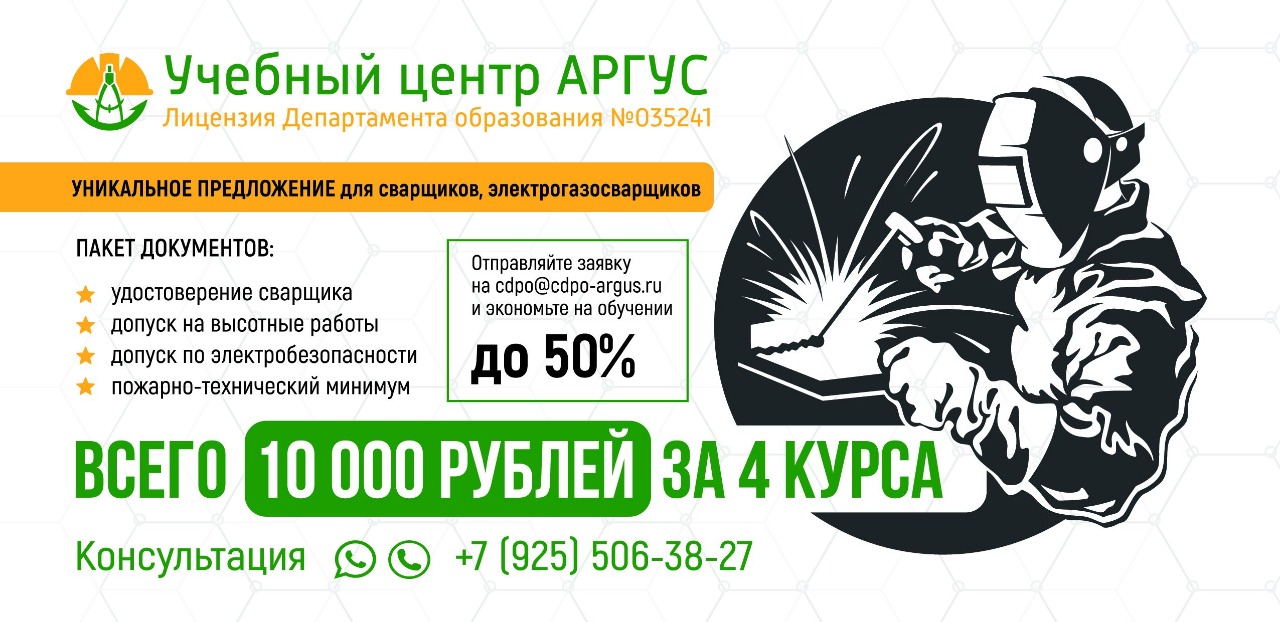 Учебный центр АРГУС
Лицензия Департамента образования №035241
УНИКАЛЬНОЕ ПРЕДЛОЖЕНИЕ для сварщиков, электрогазосварщиков
ПАКЕТ ДОКУМЕНТОВ:
удостоверение сварщика
допуск на высотные работы
допуск по электробезопасности
пожарно-технический минимум
Отправляйте заявку
на cdpo@cdpo-argus.ru
и экономьте на обучении
до 50%
ВСЕГО 10 000 РУБЛЕЙ ЗА 4 КУРСА
Консультация +7 (925) 506-38-27